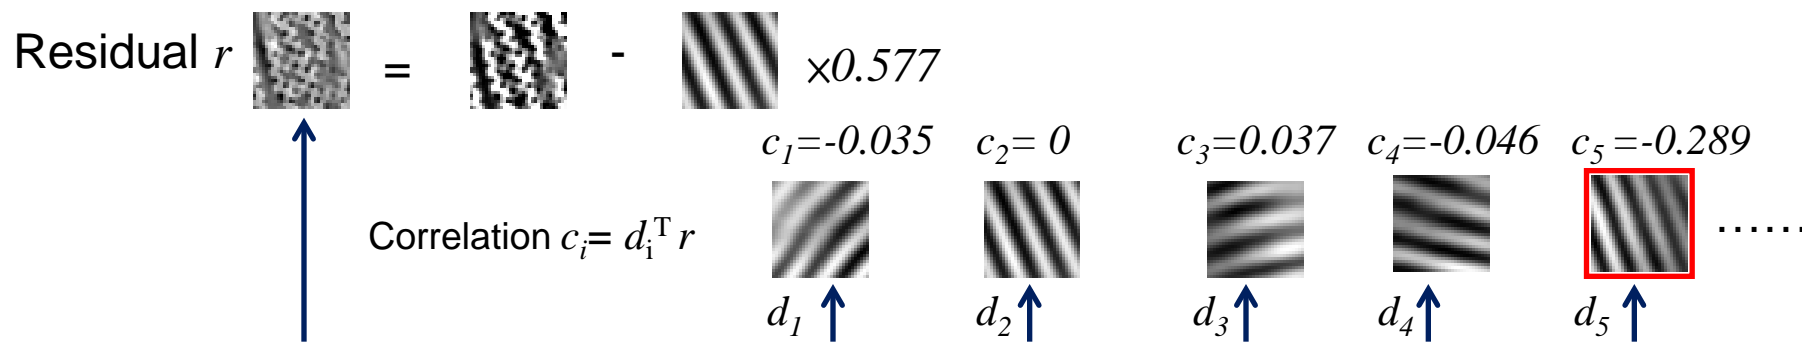 Residual r = - ×0.577
c1=-0.035 c2= 0 c3=0.037 c4=-0.046 c5 =-0.289
Correlation ci= diT r ......
d1 d2 d3 d4 d5